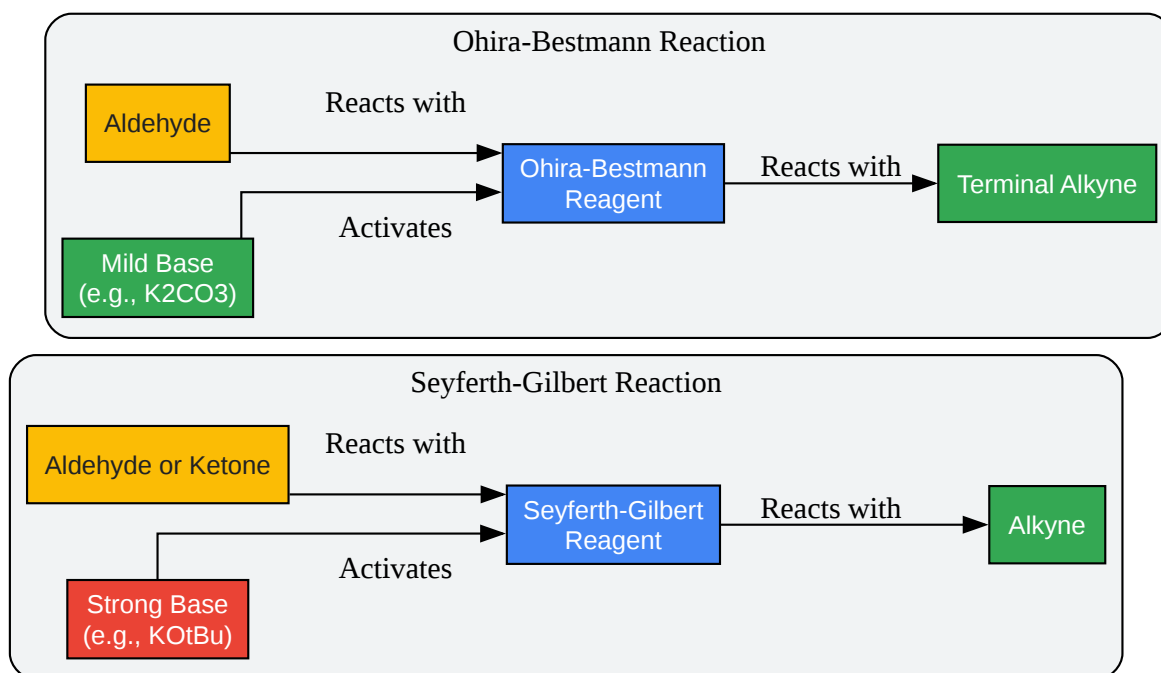 Ohira-Bestmann Reaction
Aldehyde
Reacts with
Ohira-Bestmann
Reagent
Reacts with
Terminal Alkyne
Activates
Mild Base
(e.g., K2CO3)
Seyferth-Gilbert Reaction
Aldehyde or Ketone
Reacts with
Seyferth-Gilbert
Reagent
Reacts with
Alkyne
Activates
Strong Base
(e.g., KOtBu)